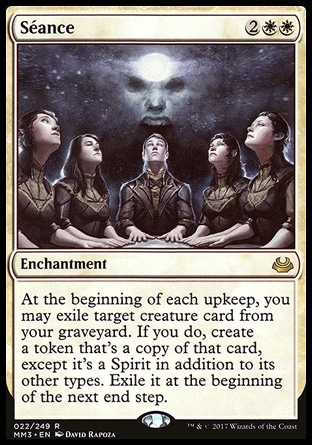 Séance 2
Enchantment
At the beginning of each upkeep, you
may exile target creature card from
your graveyard. If you do, create
a token that's a copy of that card,
except it's a Spirit in addition to its
other types. Exile it at the beginning
of the next end step.
022/249 R
MM3 • EN David Rapoza ™ & © 2017 Wizards of the Coast